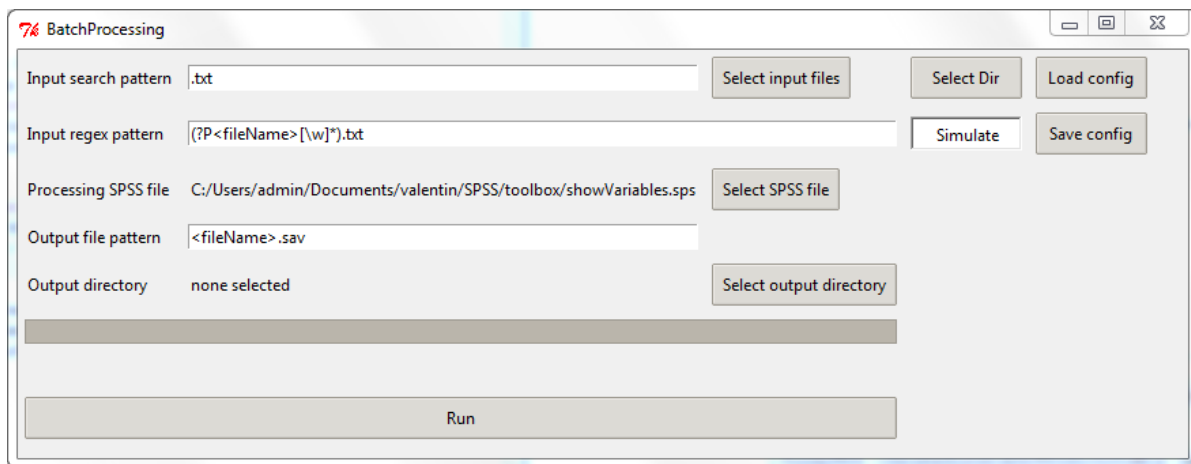 BatchProcessing
Input search pattern .txt Select input files Select Dir Load config
Input regex pattern (?P<fileName>[\w]*).txt Simulate Save config
Processing SPSS file C:/Users/admin/Documents/valentin/SPSS/toolbox/showVariables.sps Select SPSS file
Output file pattern <fileName>.sav
Output directory none selected Select output directory
Run